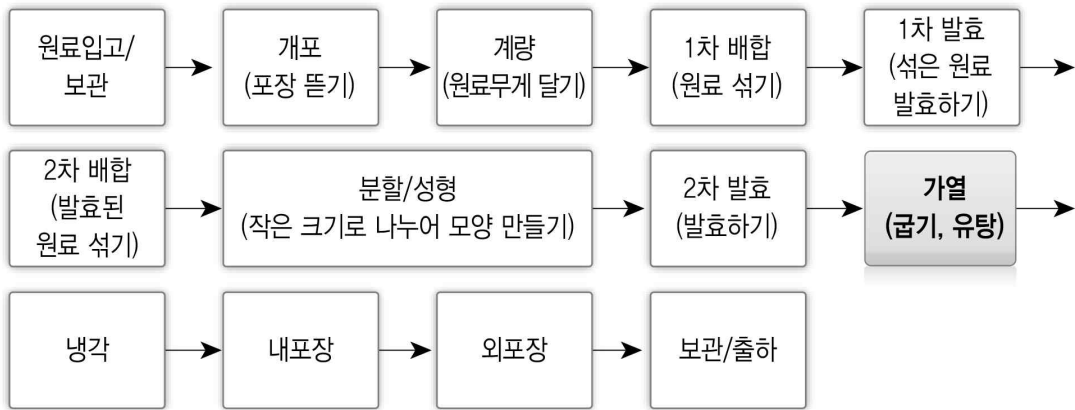 원료입고/
보관
개포
(포장 뜯기)
계량
(원료무게 달기)
1차 배합
(원료 섞기)
1차 발효
(섞은 원료
발효하기)
2차 배합
(발효된
원료 섞기)
분할/성형
(작은 크기로 나누어 모양 만들기)
2차 발효
(발효하기)
가열
(굽기, 유탕)
냉각
내포장
외포장
보관/출하